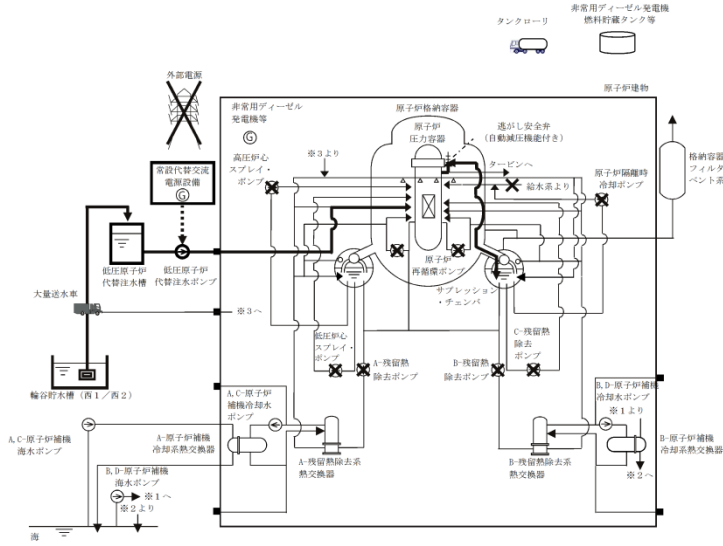 タンクローリ
非常用ディーゼル発電機
燃料貯蔵タンク等
外部電源
原子炉建物
非常用ディーゼル
発電機等
G
原子炉格納容器
原子炉
圧力容器
逃がし安全弁
(自動減圧機能付き)
※3より
タービンへ
給水系より
高圧炉心
スプレイ・
ポンプ
原子炉隔離時
冷却ポンプ
格納容器
フィルタ
ベント系
常設代替交流
電源設備
G
低圧原子炉
代替注水槽
低圧原子炉
代替注水ポンプ
原子炉
再循環ポンプ
サプレッション
・チェンバ
大量送水車
※3へ
低圧炉心
スプレイ・
ポンプ
A-残留熱
除去ポンプ
B-残留熱
除去ポンプ
C-残留熱
除去
ポンプ
輪谷貯水槽(西1/西2)
A,C-原子炉
補機冷却水
ポンプ
B,D-原子炉補機
冷却水ポンプ
※1より
A,C-原子炉補機
海水ポンプ
A-原子炉補機
冷却系熱交換器
A-残留熱除去系
熱交換器
B-残留熱除去系
熱交換器
B-原子炉補機
冷却系熱交換器
※2へ
B,D-原子炉補機
海水ポンプ
※1へ
※2より
海